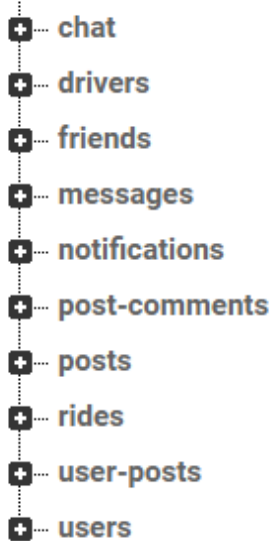 chat
drivers
friends
messages
notifications
post-comments
posts
rides
user-posts
users